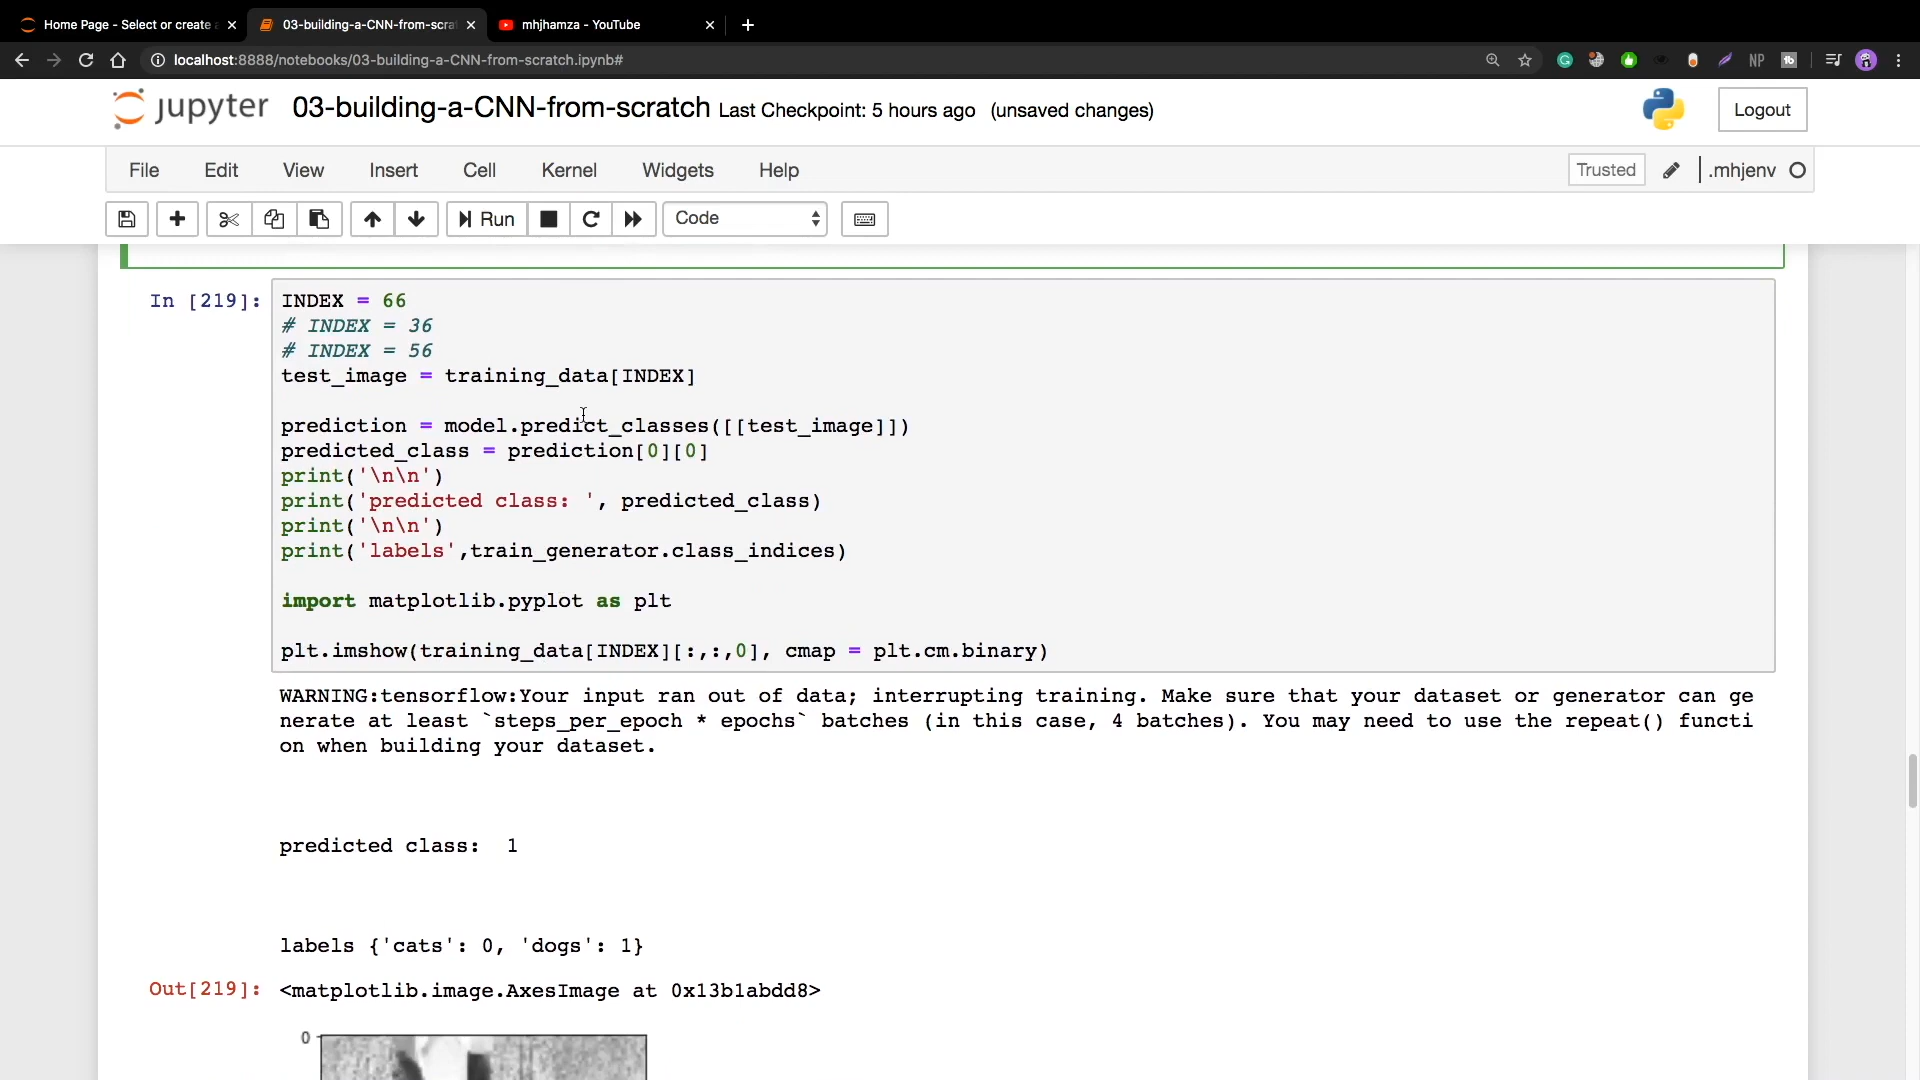 Home Page - Select or create a
03-building-a-CNN-from-scra
mhjhamza - YouTube
localhost:8888/notebooks/03-building-a-CNN-from-scratch.ipynb#
NP
jupyter 03-building-a-CNN-from-scratch Last Checkpoint: 5 hours ago (unsaved changes)
Logout
File Edit View Insert Cell Kernel Widgets Help
Trusted .mhjenv
Run Code
In [219]: INDEX = 66
# INDEX = 36
# INDEX = 56
test_image = training_data[INDEX]
prediction = model.predict_classes([[test_image]])
predicted_class = prediction[0][0]
print('\n\n')
print('predicted class: ', predicted_class)
print('\n\n')
print('labels',train_generator.class_indices)
import matplotlib.pyplot as plt
plt.imshow(training_data[INDEX][:,:,0], cmap = plt.cm.binary)
WARNING:tensorflow:Your input ran out of data; interrupting training. Make sure that your dataset or generator can ge
nerate at least `steps_per_epoch * epochs` batches (in this case, 4 batches). You may need to use the repeat() functi
on when building your dataset.
predicted class:  1
labels {'cats': 0, 'dogs': 1}
Out[219]: <matplotlib.image.AxesImage at 0x13b1abdd8>
0